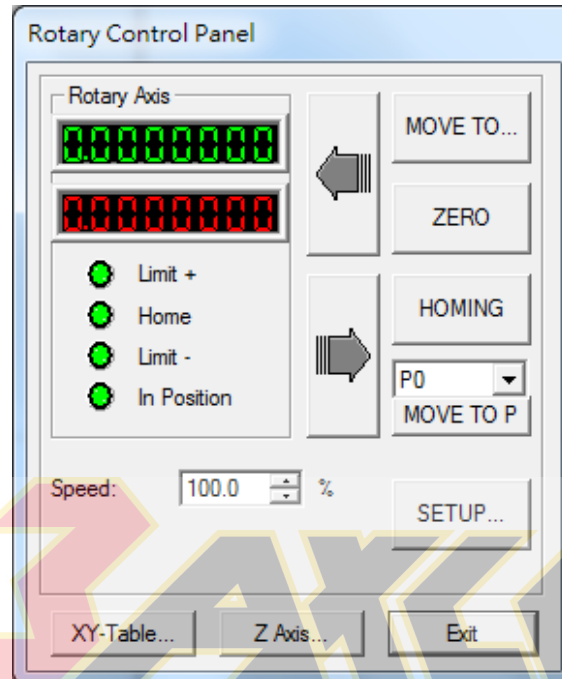 Rotary Control Panel
Rotary Axis
0.0000000
0.0000000
Limit +
Home
Limit -
In Position
MOVE TO...
ZERO
HOMING
P0
MOVE TO P
Speed:
100.0
%
SETUP...
XY-Table...
Z Axis...
Exit